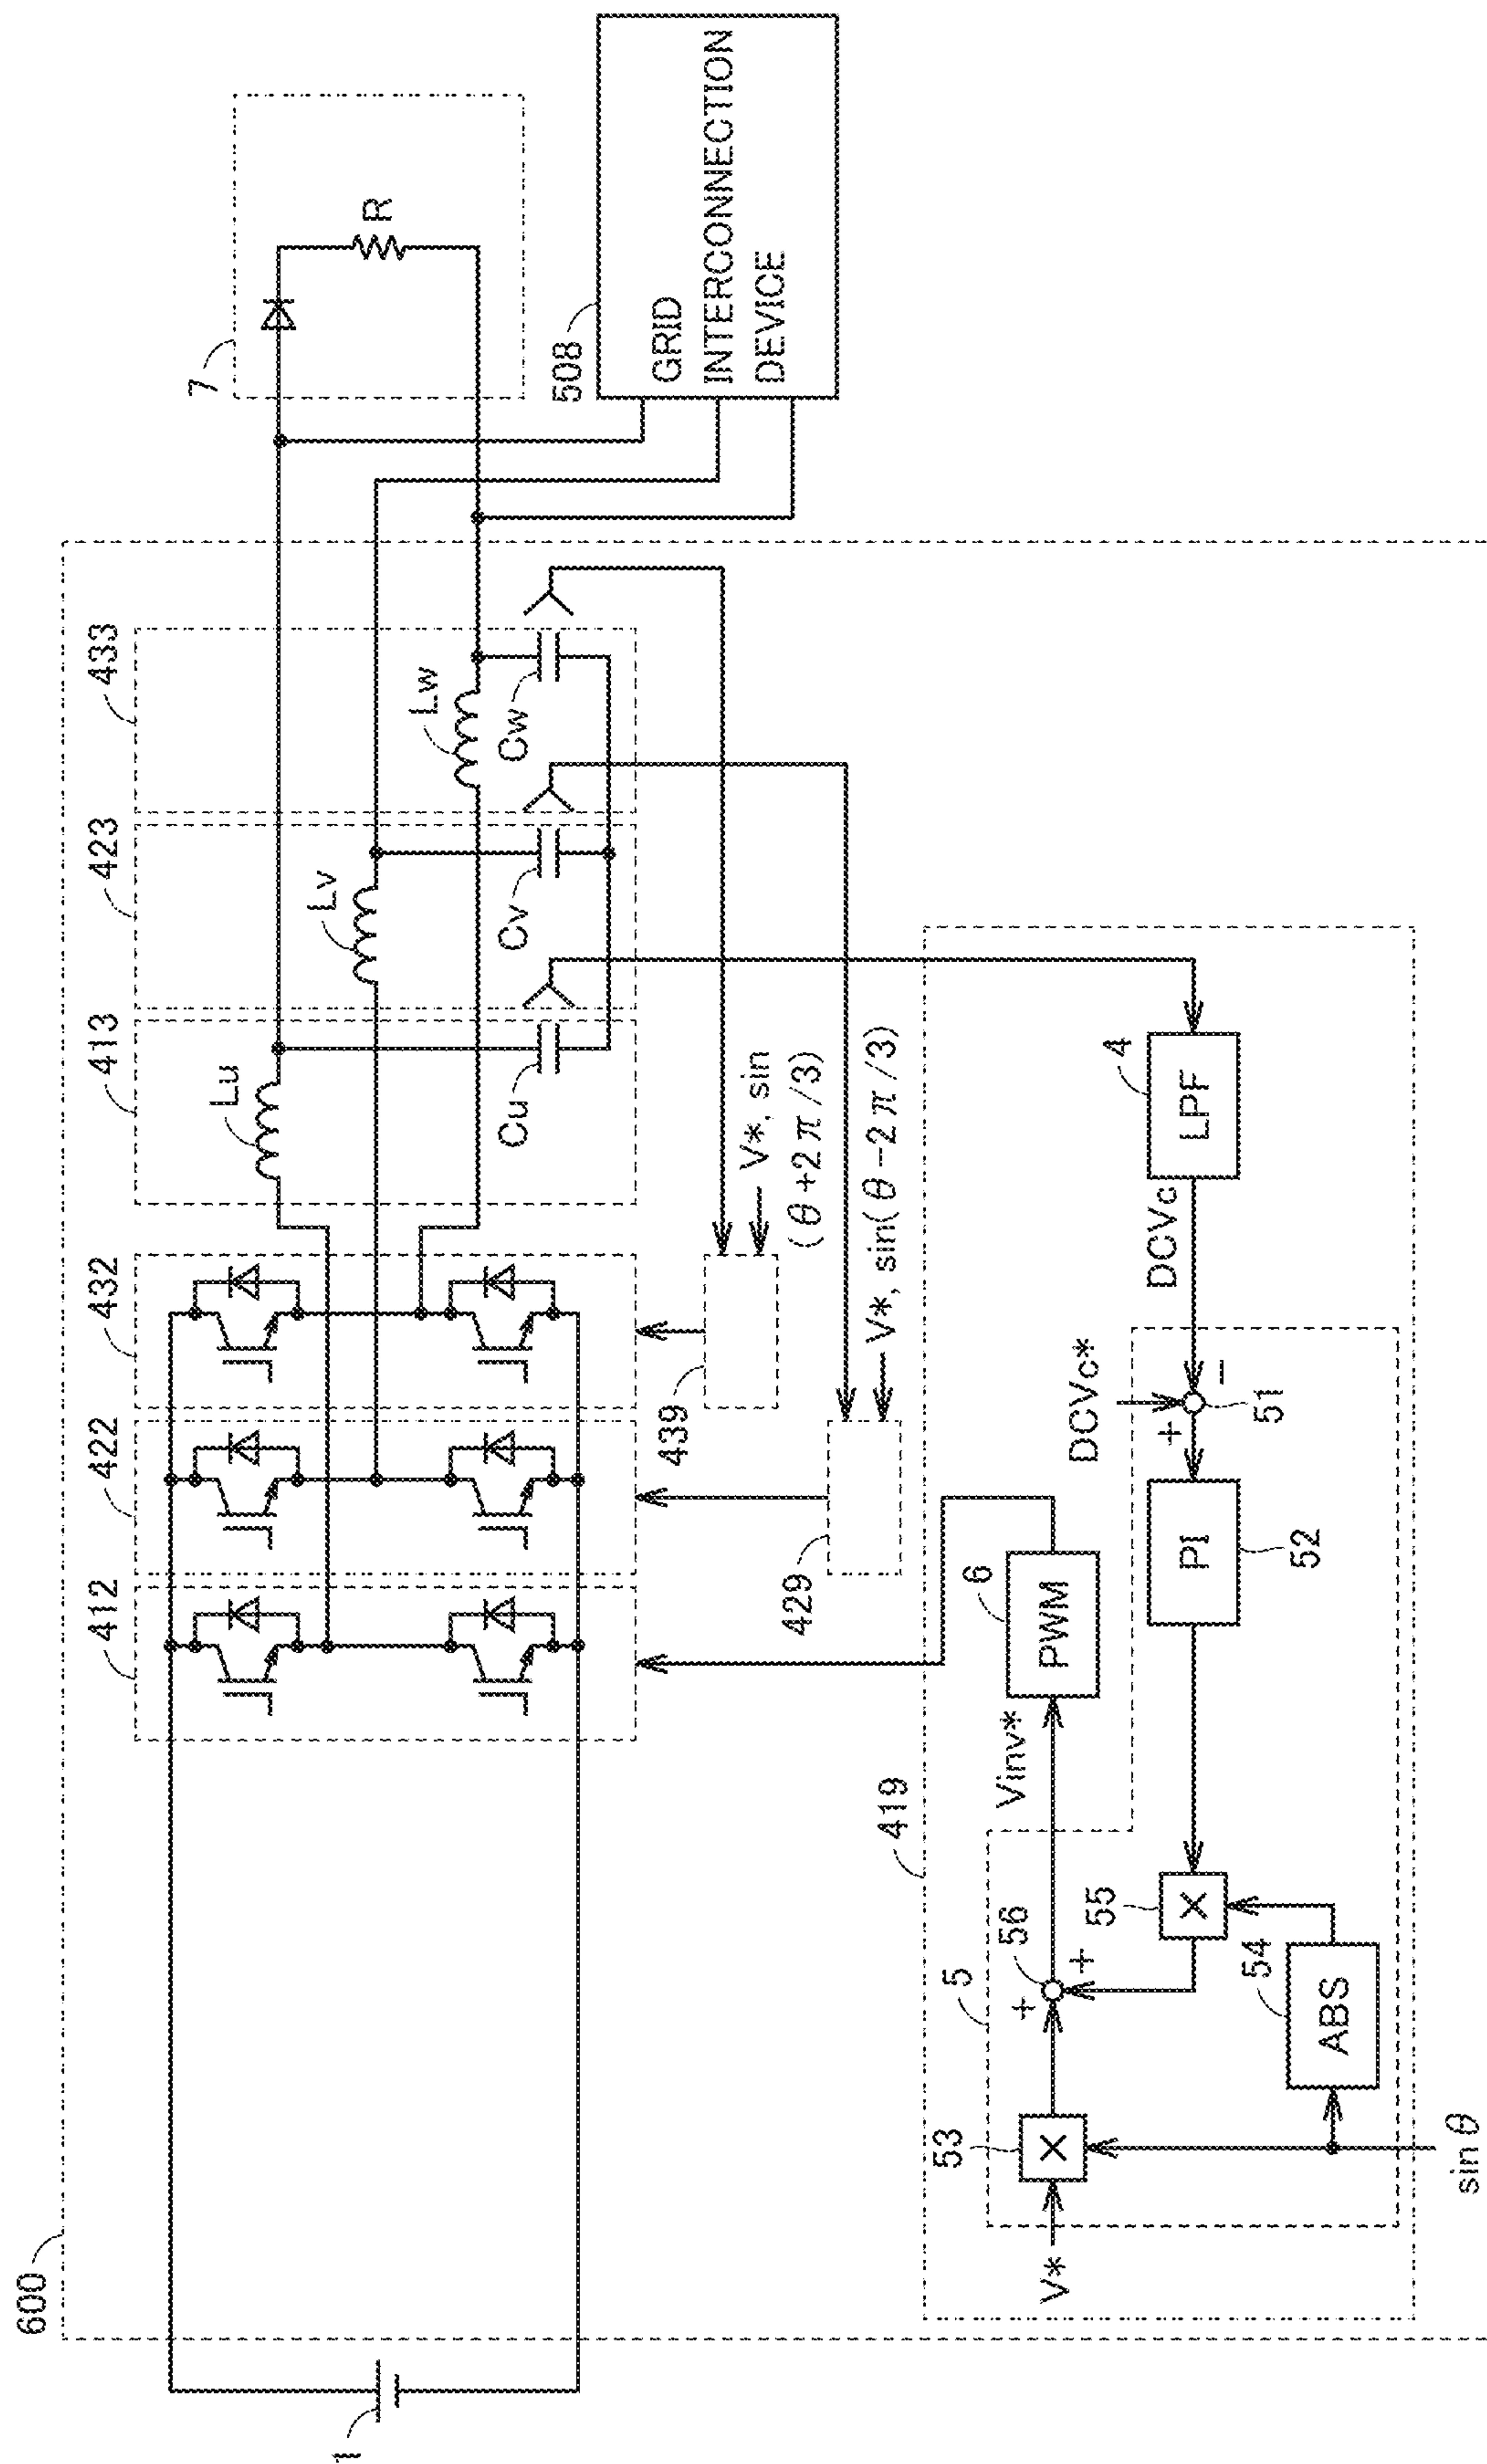 600
1
412
422
432
413
423
433
Lu
Lv
Lw
Cu
Cv
Cw
7
R
508
GRID
INTERCONNECTION
DEVICE
439
V*, sin
(θ+2π/3)
429
V*, sin(θ-2π/3)
419
5
V*
53
×
+
56
+
Vinv*
6
PWM
55
×
54
ABS
sin θ
PI
52
DCVc*
+
−
51
DCVc
4
LPF